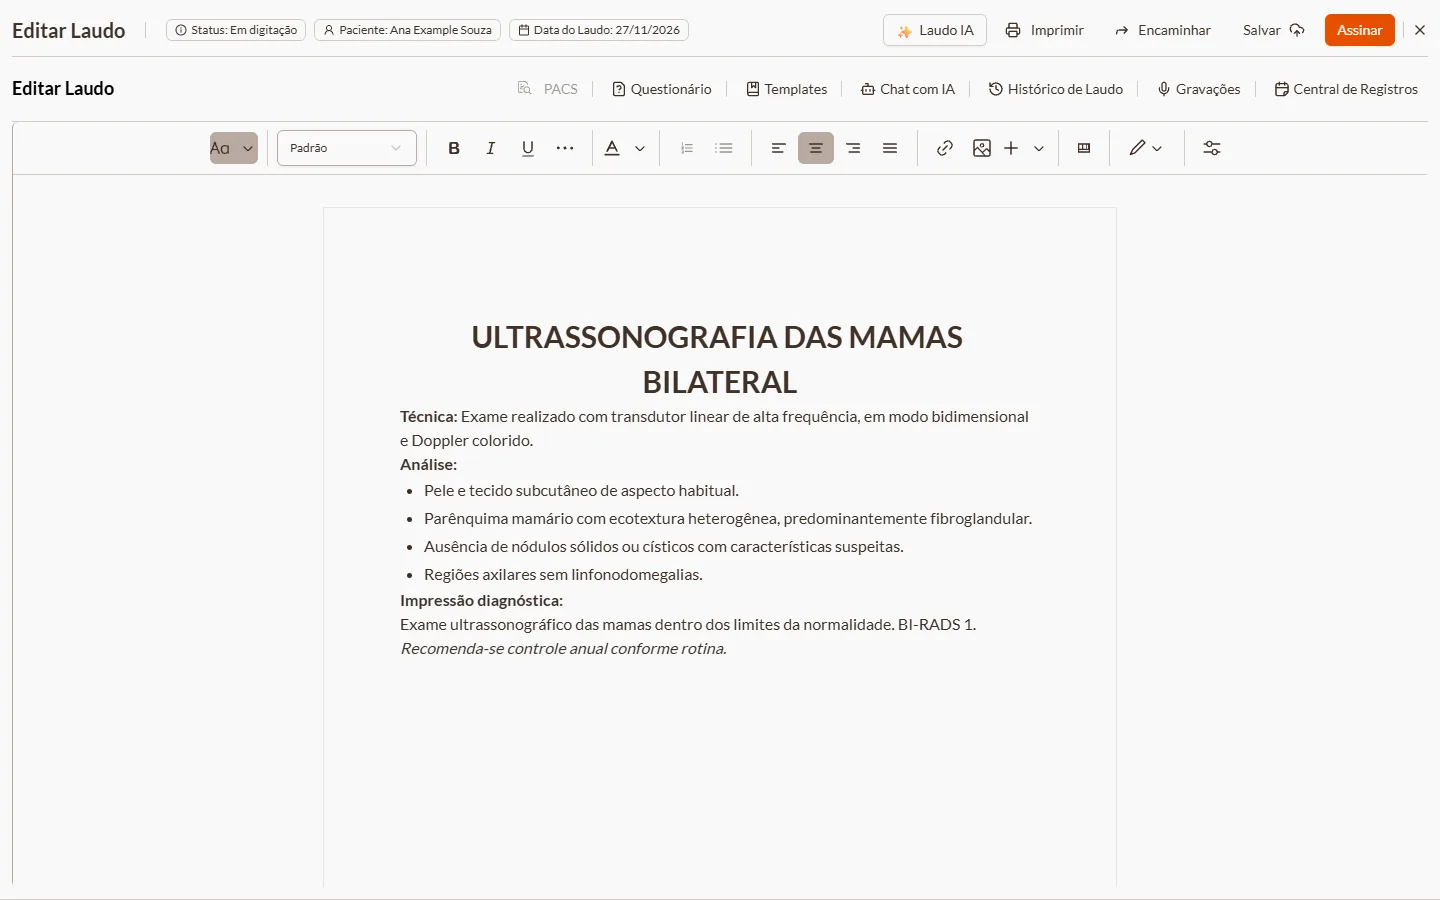 Editar Laudo
Status: Em digitação
Paciente: Ana Example Souza
Data do Laudo: 27/11/2026
Laudo IA
Imprimir
Encaminhar
Salvar
Assinar
Editar Laudo
PACS
Questionário
Templates
Chat com IA
Histórico de Laudo
Gravações
Central de Registros
Aa
Padrão
B
I
U
A
ULTRASSONOGRAFIA DAS MAMAS
BILATERAL
Técnica: Exame realizado com transdutor linear de alta frequência, em modo bidimensional
e Doppler colorido.
Análise:
• Pele e tecido subcutâneo de aspecto habitual.
• Parênquima mamário com ecotextura heterogênea, predominantemente fibroglandular.
• Ausência de nódulos sólidos ou císticos com características suspeitas.
• Regiões axilares sem linfonodomegalias.
Impressão diagnóstica:
Exame ultrassonográfico das mamas dentro dos limites da normalidade. BI-RADS 1.
Recomenda-se controle anual conforme rotina.